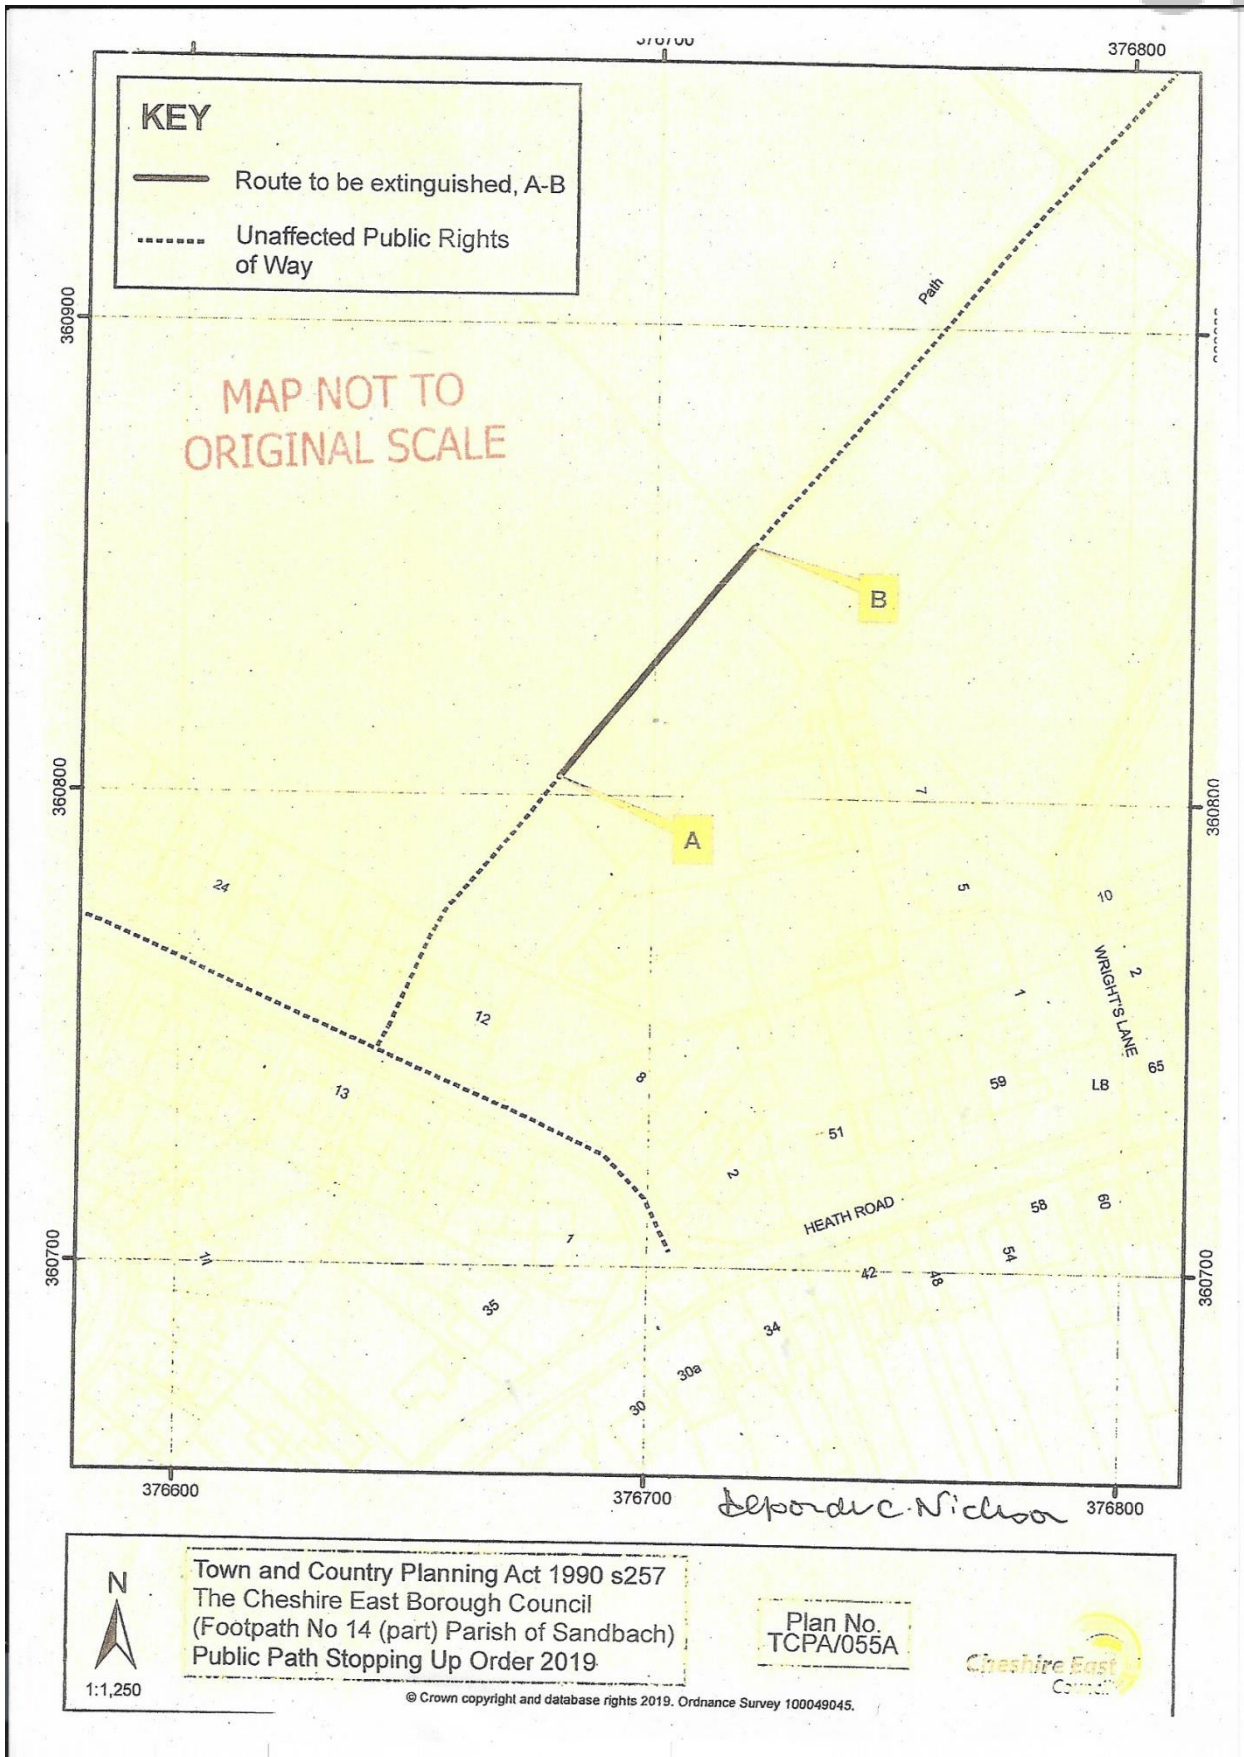 376800
KEY
Route to be extinguished, A-B
Unaffected Public Rights
of Way
Path
360900
MAP NOT TO
ORIGINAL SCALE
B
360800
360800
A
7
24
5
10
2
1
WRIGHT'S LANE
12
8
13
59
LB
65
51
2
HEATH ROAD
58
60
1
11
54
42
48
360700
360700
35
34
30a
30
376600
376700
376800
N
1:1,250
Town and Country Planning Act 1990 s257
The Cheshire East Borough Council
(Footpath No 14 (part) Parish of Sandbach)
Public Path Stopping Up Order 2019
Plan No.
TCPA/055A
Cheshire East
Council
© Crown copyright and database rights 2019. Ordnance Survey 100049045.